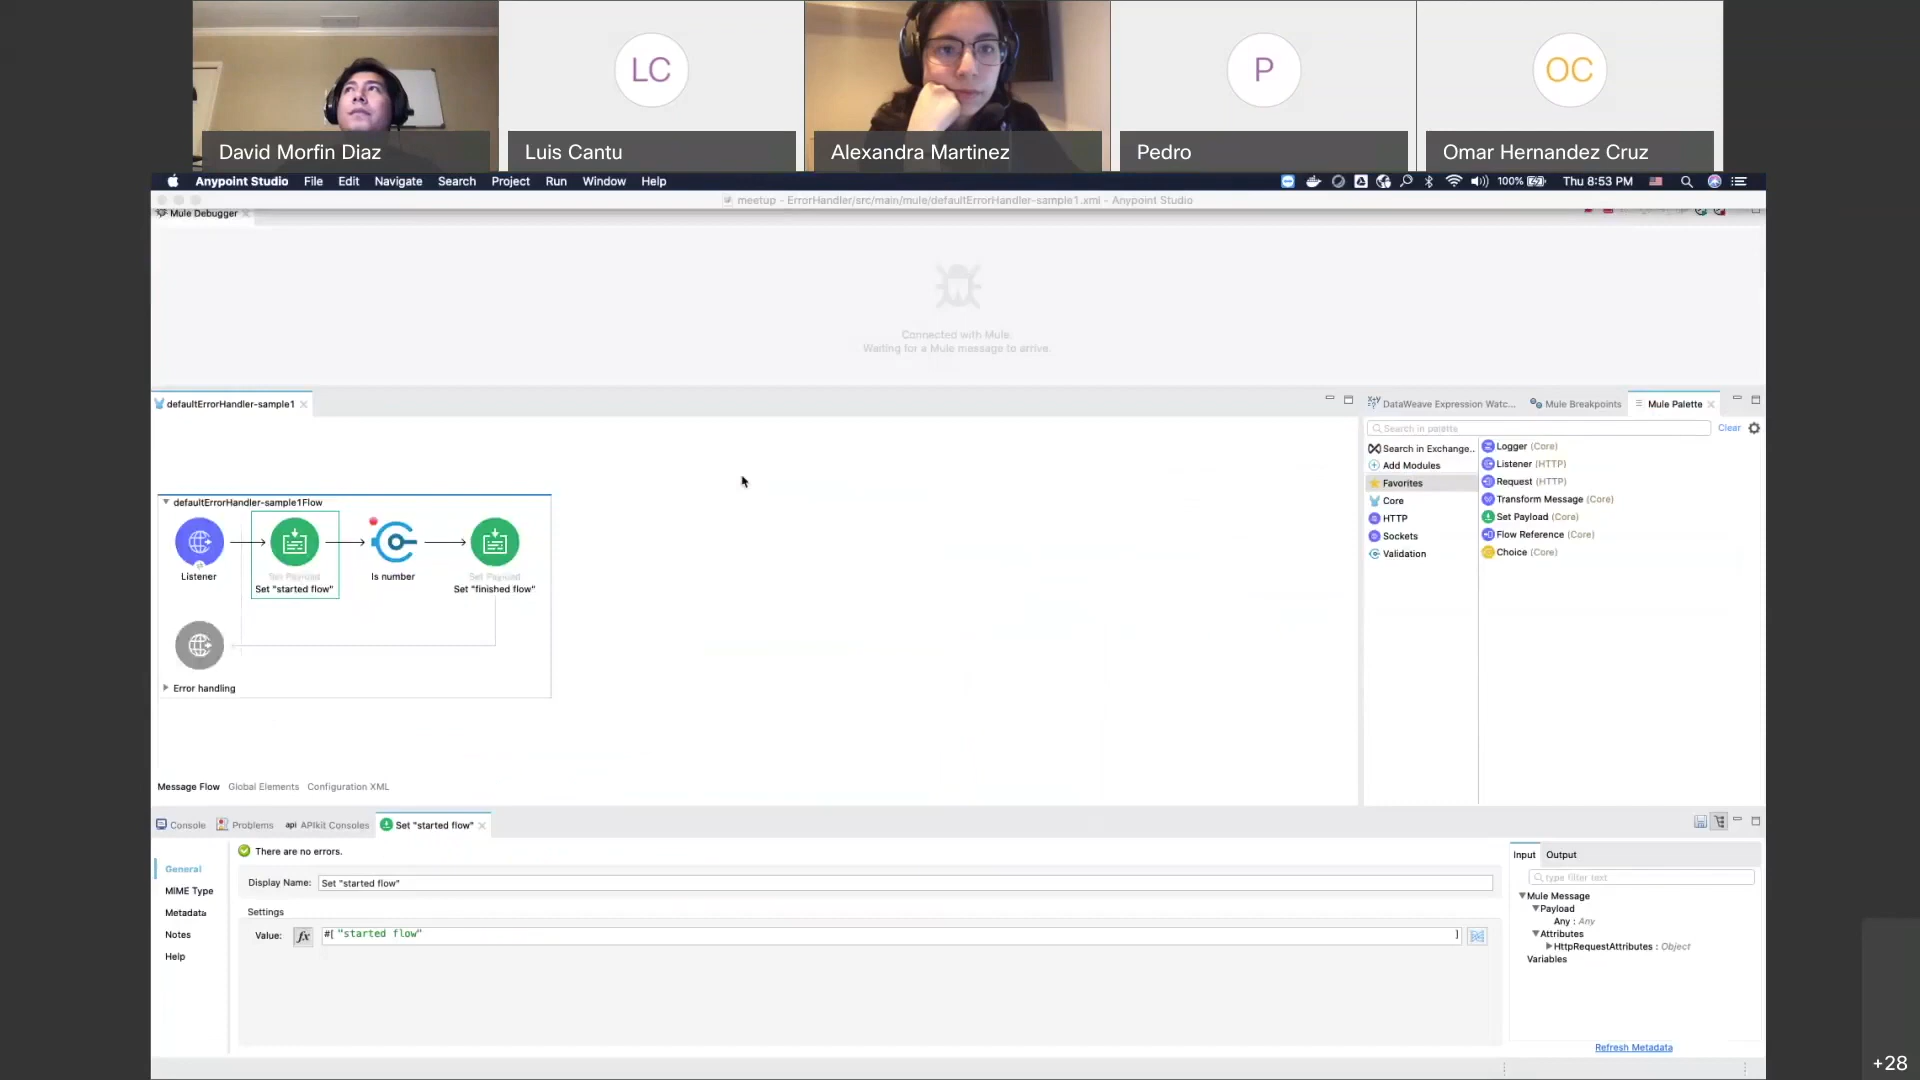 LC
P
OC
David Morfin Diaz
Luis Cantu
Alexandra Martinez
Pedro
Omar Hernandez Cruz
Anypoint Studio File Edit Navigate Search Project Run Window Help
100% Thu 8:53 PM
meetup - ErrorHandler/src/main/mule/defaultErrorHandler-sample1.xml - Anypoint Studio
Mule Debugger
Connected with Mule.
Waiting for a Mule message to arrive.
defaultErrorHandler-sample1
DataWeave Expression Watc... Mule Breakpoints Mule Palette
Search in palette
Clear
Search in Exchange..
Add Modules
Favorites
Core
HTTP
Sockets
Validation
Logger (Core)
Listener (HTTP)
Request (HTTP)
Transform Message (Core)
Set Payload (Core)
Flow Reference (Core)
Choice (Core)
defaultErrorHandler-sample1Flow
Listener
Set Payload
Set "started flow"
Is number
Set Payload
Set "finished flow"
Error handling
Message Flow Global Elements Configuration XML
Console Problems api APIkit Consoles Set "started flow"
General
MIME Type
Metadata
Notes
Help
There are no errors.
Display Name: Set "started flow"
Settings
Value: fx #[ "started flow" ]
Input Output
type filter text
Mule Message
Payload
Any : Any
Attributes
HttpRequestAttributes : Object
Variables
Refresh Metadata
+28